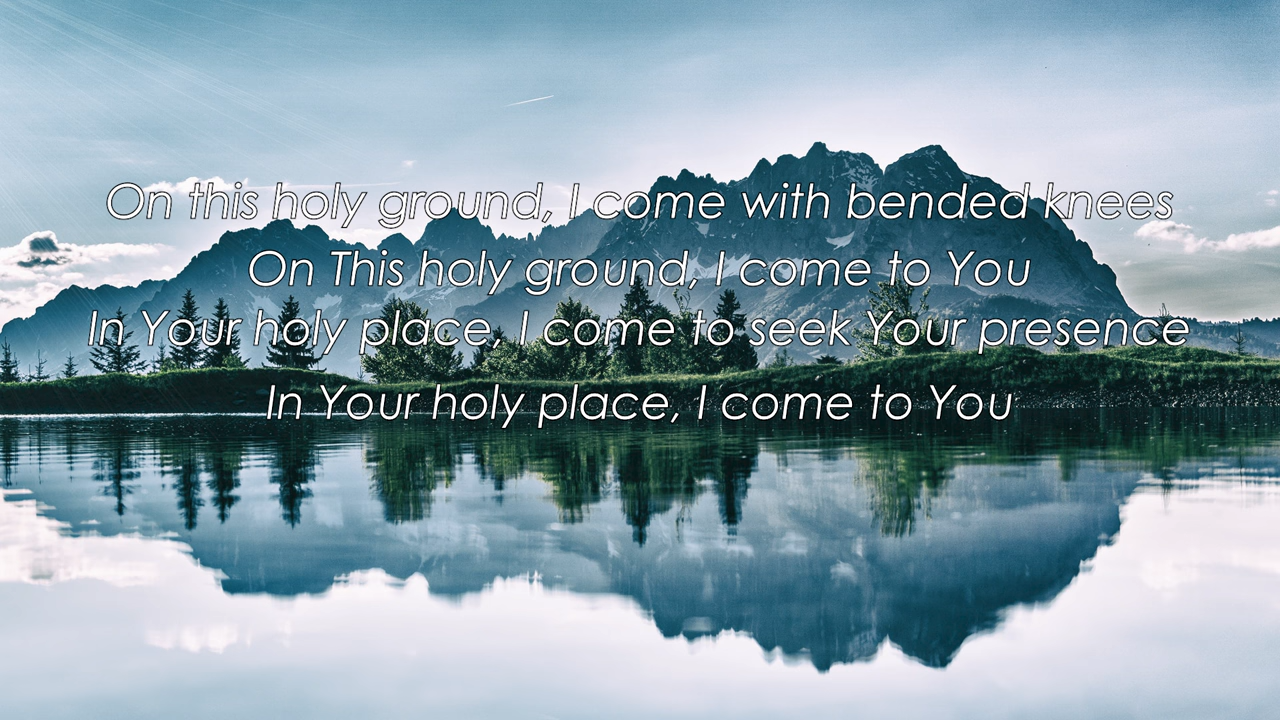 On this holy ground, I come with bended knees
On This holy ground, I come to You
In Your holy place, I come to seek Your presence
In Your holy place, I come to You